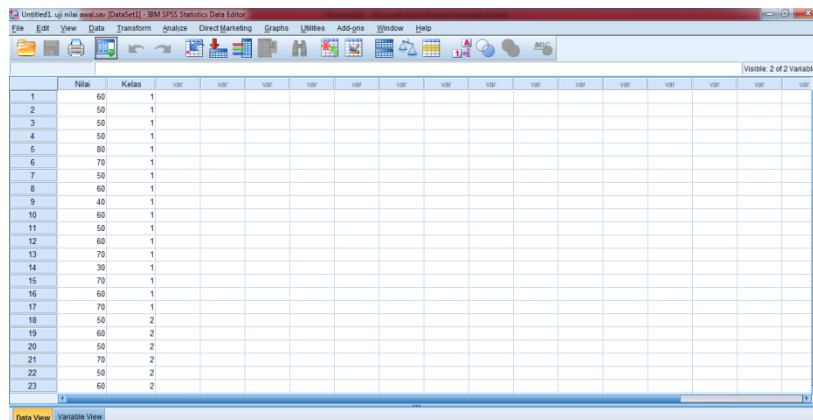 Untitled1. uji nilai awal.sav [DataSet1] - IBM SPSS Statistics Data Editor
File Edit View Data Transform Analyze Direct Marketing Graphs Utilities Add-ons Window Help
Visible: 2 of 2 Variabl
Nilai Kelas var var var var var var var var var var var var var
1 60 1
2 50 1
3 50 1
4 50 1
5 80 1
6 70 1
7 50 1
8 60 1
9 40 1
10 60 1
11 50 1
12 60 1
13 70 1
14 30 1
15 70 1
16 60 1
17 70 1
18 50 2
19 60 2
20 50 2
21 70 2
22 50 2
23 60 2
Data View Variable View